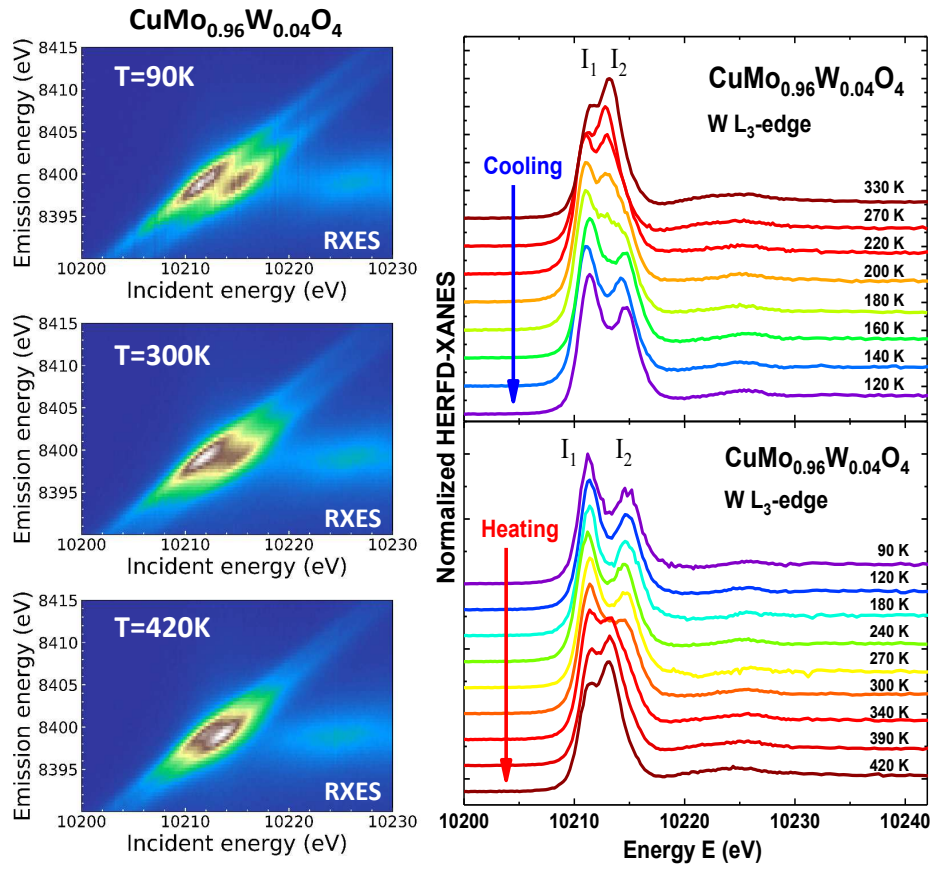 CuMo0.96W0.04O4
8415
8410
8405
8400
8395
Emission energy (eV)
T=90K
RXES
10200 10210 10220 10230
Incident energy (eV)
8415
8410
8405
8400
8395
Emission energy (eV)
T=300K
RXES
10200 10210 10220 10230
Incident energy (eV)
8415
8410
8405
8400
8395
Emission energy (eV)
T=420K
RXES
10200 10210 10220 10230
Incident energy (eV)
Normalized HERFD-XANES
I1 I2
CuMo0.96W0.04O4
W L3-edge
Cooling
330 K
270 K
220 K
200 K
180 K
160 K
140 K
120 K
I1 I2
CuMo0.96W0.04O4
W L3-edge
Heating
90 K
120 K
180 K
240 K
270 K
300 K
340 K
390 K
420 K
10200 10210 10220 10230 10240
Energy E (eV)